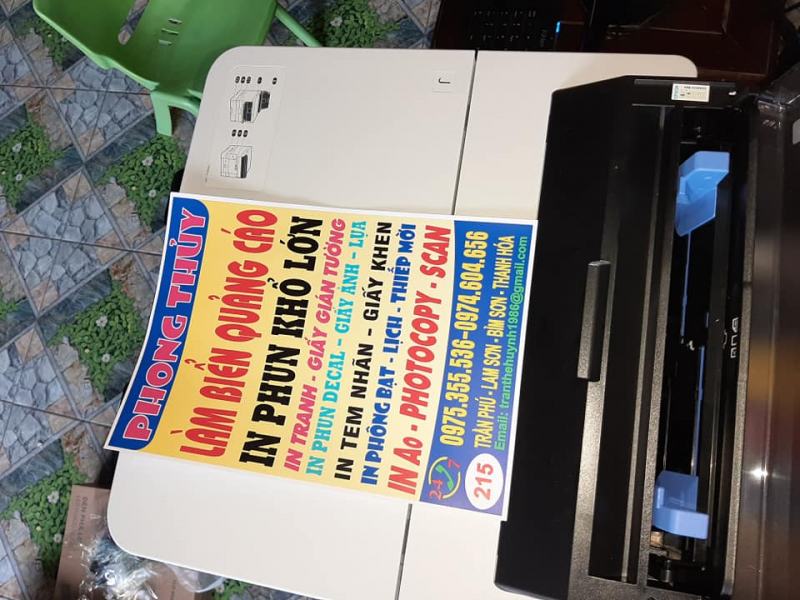 PHONG THỦY
LÀM BIỂN QUẢNG CÁO
IN PHUN KHỔ LỚN
IN TRANH - GIẤY GIÁN TƯỜNG
IN PHUN DECAL - GIẤY ẢNH - LỤA
IN TEM NHÃN - GIẤY KHEN
IN PHÔNG BẠT - LỊCH - THIẾP MỜI
IN Ao - PHOTOCOPY - SCAN
24 7
0975.355.536-0974.604.656
215
TRẦN PHÚ - LAM SƠN - BỈM SƠN - THANH HÓA
Email: tranthehuynh1986@gmail.com
J